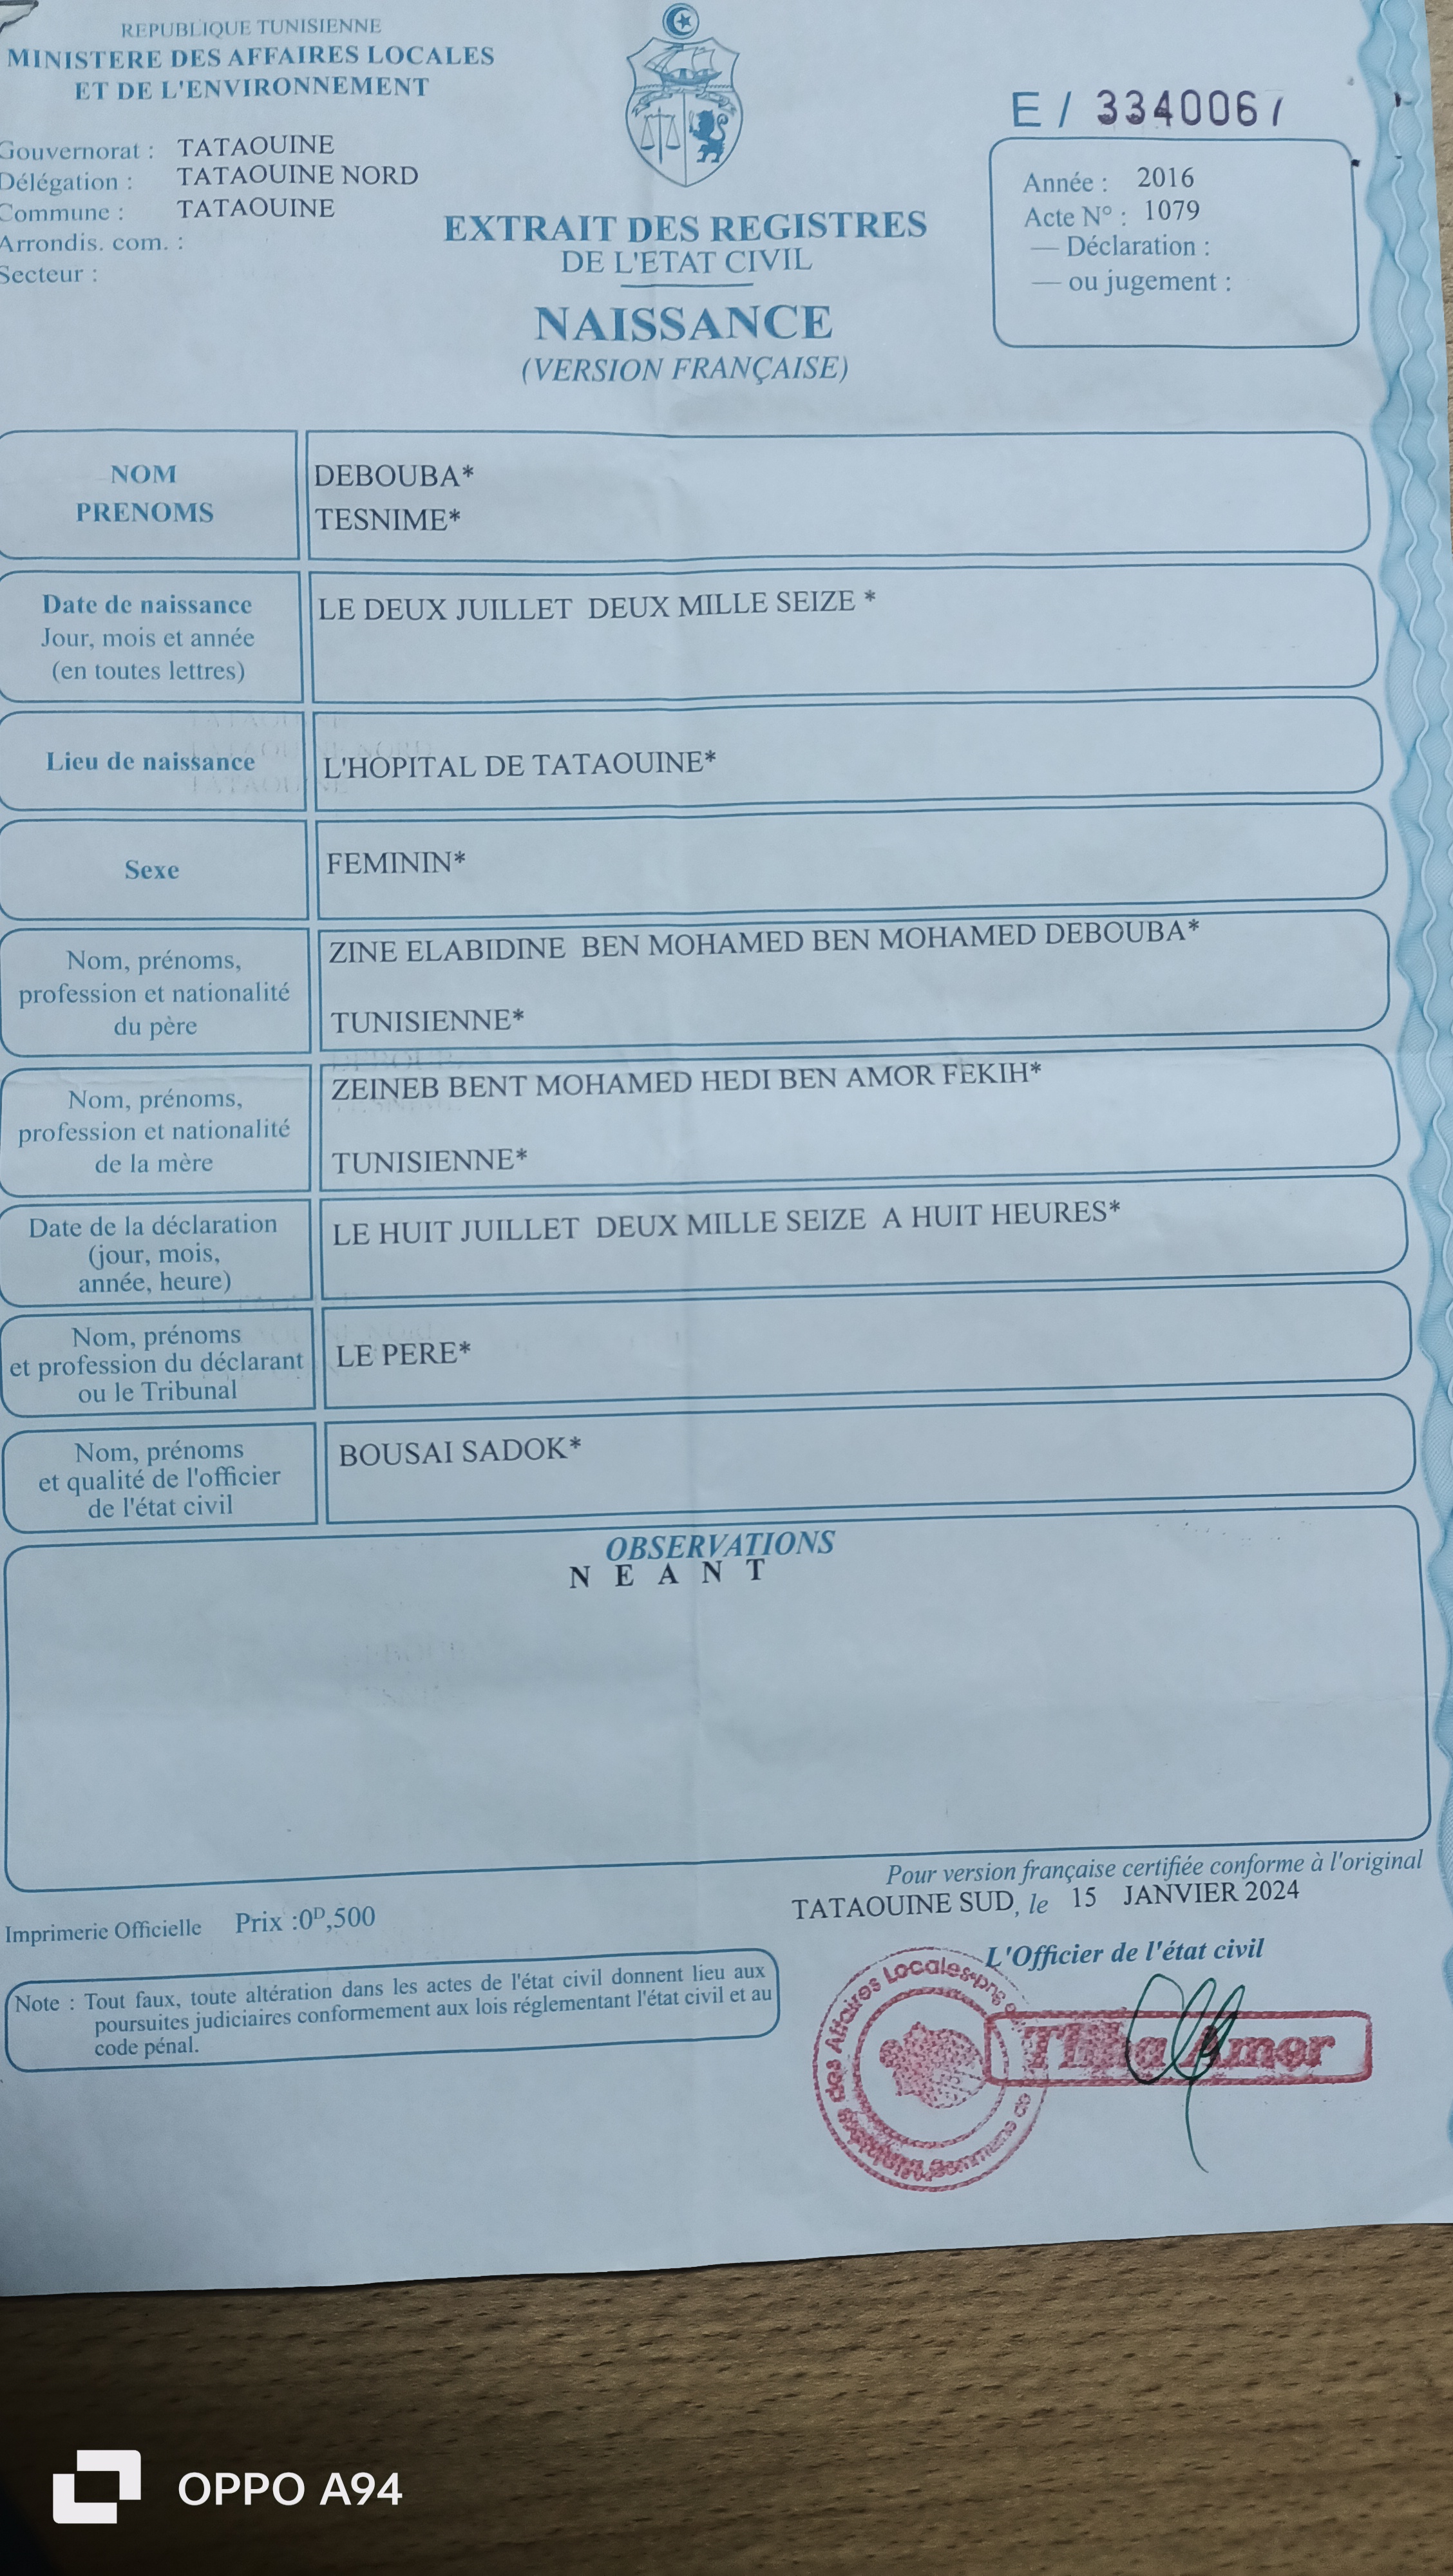 REPUBLIQUE TUNISIENNE
MINISTERE DES AFFAIRES LOCALES
ET DE L'ENVIRONNEMENT
Gouvernorat : TATAOUINE
Délégation : TATAOUINE NORD
Commune : TATAOUINE
Arrondis. com. :
Secteur :
E / 3340067
Année : 2016
Acte N° : 1079
— Déclaration :
— ou jugement :
EXTRAIT DES REGISTRES
DE L'ETAT CIVIL
NAISSANCE
(VERSION FRANÇAISE)
NOM DEBOUBA*
PRENOMS TESNIME*
Date de naissance LE DEUX JUILLET DEUX MILLE SEIZE *
Jour, mois et année
(en toutes lettres)
Lieu de naissance L'HOPITAL DE TATAOUINE*
Sexe FEMININ*
Nom, prénoms, ZINE ELABIDINE BEN MOHAMED BEN MOHAMED DEBOUBA*
profession et nationalité
du père TUNISIENNE*
Nom, prénoms, ZEINEB BENT MOHAMED HEDI BEN AMOR FEKIH*
profession et nationalité
de la mère TUNISIENNE*
Date de la déclaration LE HUIT JUILLET DEUX MILLE SEIZE A HUIT HEURES*
(jour, mois,
année, heure)
Nom, prénoms
et profession du déclarant LE PERE*
ou le Tribunal
Nom, prénoms BOUSAI SADOK*
et qualité de l'officier
de l'état civil
OBSERVATIONS
N E A N T
Pour version française certifiée conforme à l'original
TATAOUINE SUD, le 15 JANVIER 2024
Imprimerie Officielle Prix :0D,500
L'Officier de l'état civil
Note : Tout faux, toute altération dans les actes de l'état civil donnent lieu aux
poursuites judiciaires conformement aux lois réglementant l'état civil et au
code pénal.
des Affaires Locales
Commune de
Amor
OPPO A94